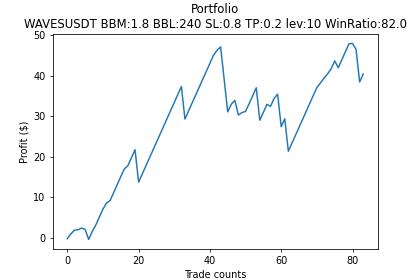 Portfolio
WAVESUSDT BBM:1.8 BBL:240 SL:0.8 TP:0.2 lev:10 WinRatio:82.0
50
40
30
20
10
0
Profit ($)
0
20
40
60
80
Trade counts